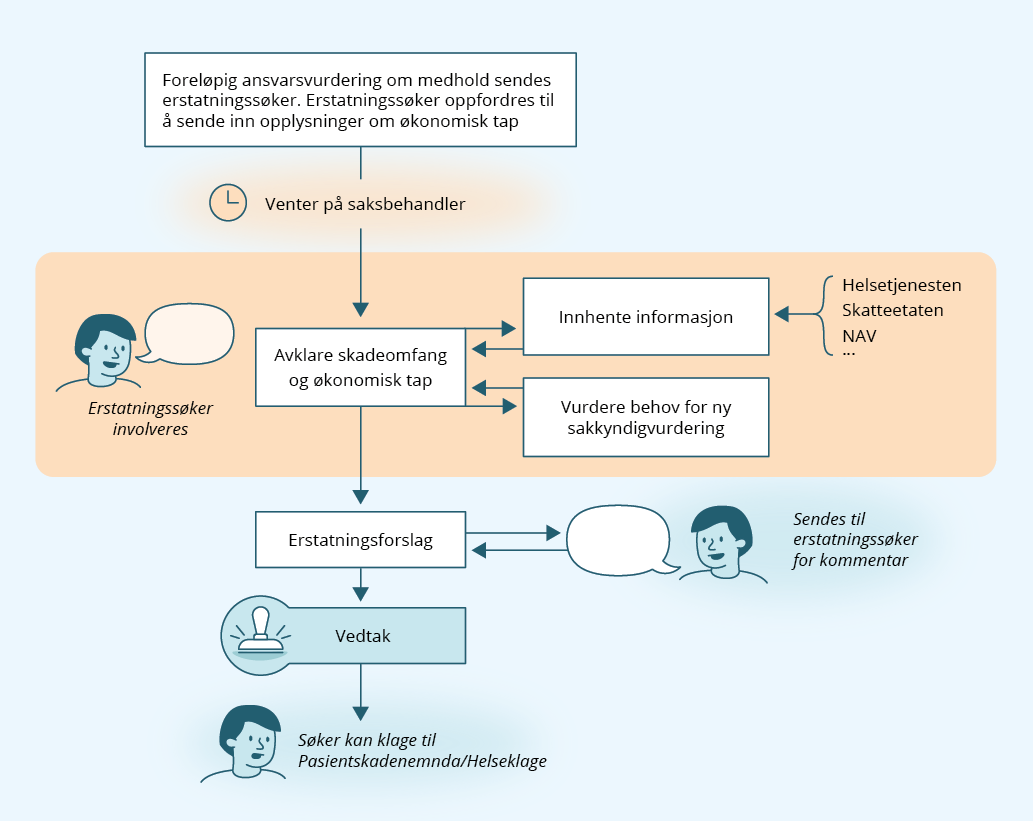 Foreløpig ansvarsvurdering om medhold sendes
erstatningssøker. Erstatningssøker oppfordres til
å sende inn opplysninger om økonomisk tap
Venter på saksbehandler
Innhente informasjon
Helsetjenesten
Skatteetaten
NAV
...
Avklare skadeomfang
og økonomisk tap
Erstatningssøker
involveres
Vurdere behov for ny
sakkyndigvurdering
Erstatningsforslag
Sendes til
erstatningssøker
for kommentar
Vedtak
Søker kan klage til
Pasientskadenemnda/Helseklage